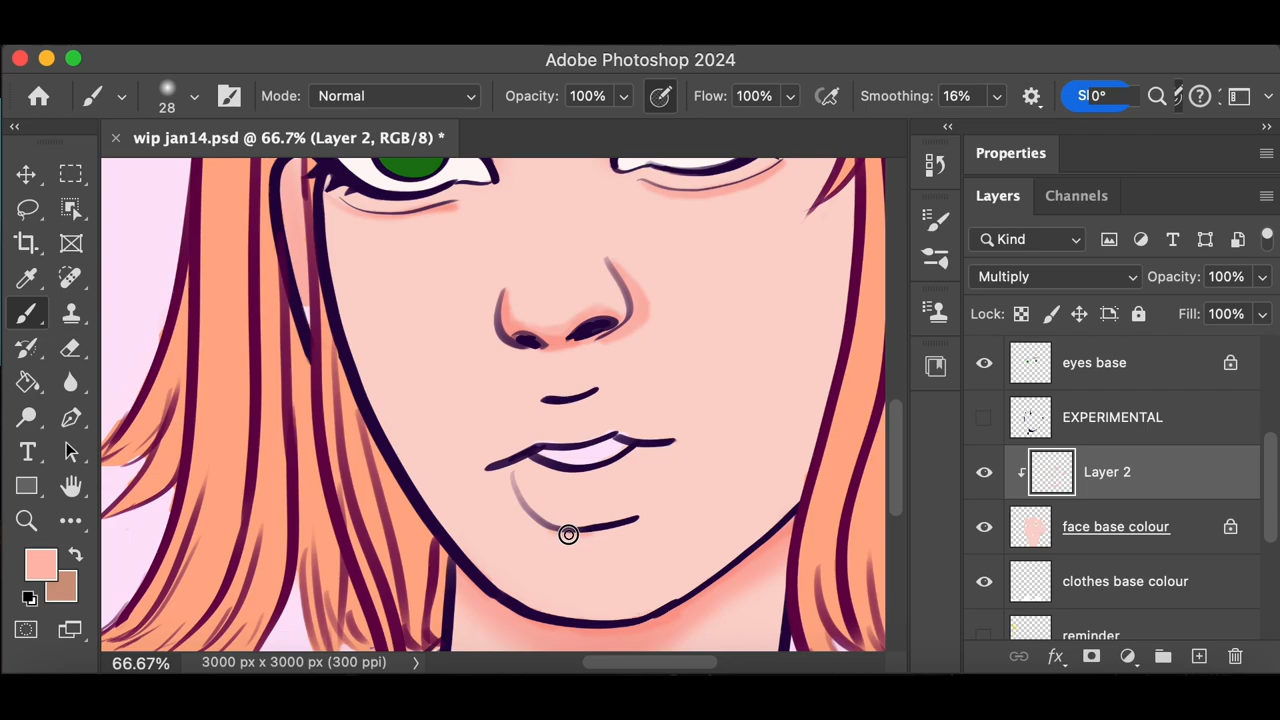 Adobe Photoshop 2024
28 Mode: Normal Opacity: 100% Flow: 100% Smoothing: 16% 0°
wip jan14.psd @ 66.7% (Layer 2, RGB/8) *
Properties
Layers Channels
Kind
Multiply Opacity: 100%
Lock: Fill: 100%
eyes base
EXPERIMENTAL
Layer 2
face base colour
clothes base colour
reminder
66.67% 3000 px x 3000 px (300 ppi)